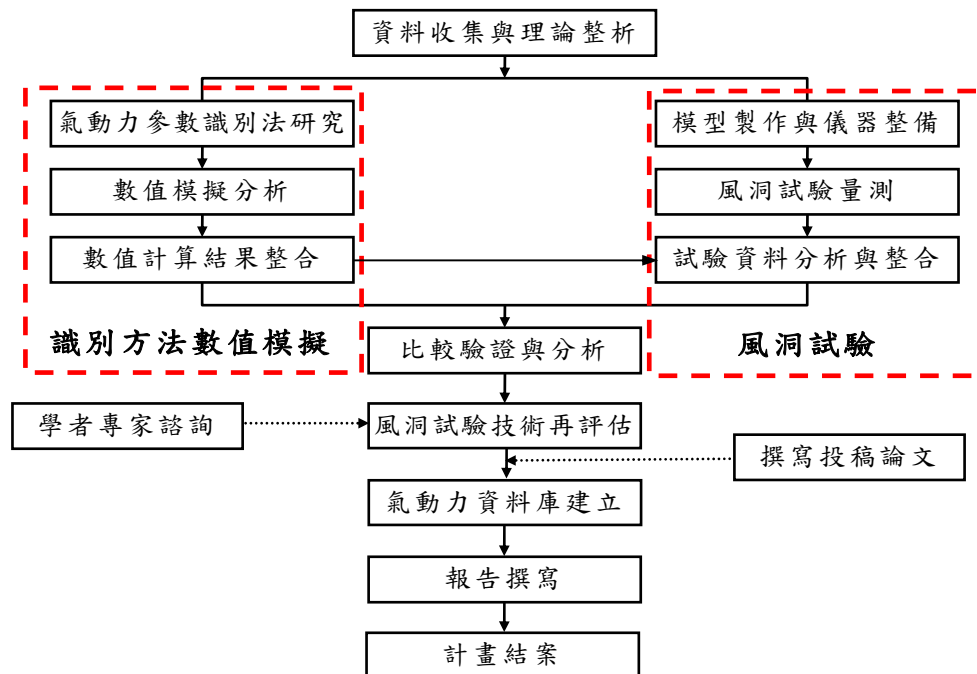 資料收集與理論整析
氣動力參數識別法研究
模型製作與儀器整備
數值模擬分析
風洞試驗量測
數值計算結果整合
試驗資料分析與整合
識別方法數值模擬
比較驗證與分析
風洞試驗
學者專家諮詢
風洞試驗技術再評估
撰寫投稿論文
氣動力資料庫建立
報告撰寫
計畫結案